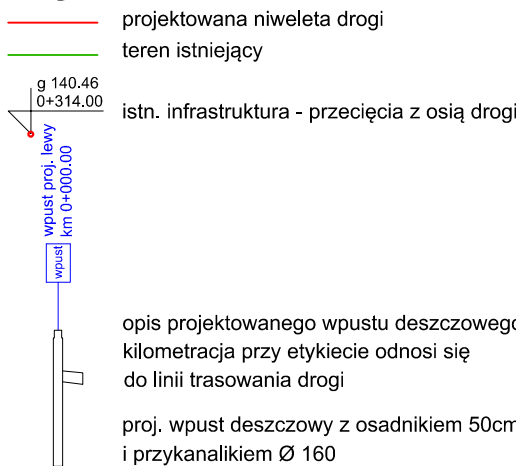 projektowana niweleta drogi
teren istniejący
g 140.46
0+314.00
istn. infrastruktura - przecięcia z osią drogi
wpust proj. lewy
km 0+000.00
wpust
opis projektowanego wpustu deszczowego
kilometracja przy etykiecie odnosi się
do linii trasowania drogi
proj. wpust deszczowy z osadnikiem 50cm
i przykanalikiem Ø 160